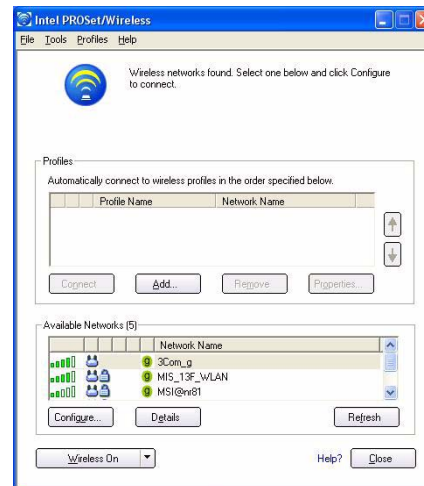 Intel PROSet/Wireless
File Tools Profiles Help
Wireless networks found. Select one below and click Configure
to connect.
Profiles
Automatically connect to wireless profiles in the order specified below.
Profile Name Network Name
Connect Add... Remove Properties...
Available Networks (5)
Network Name
g 3Com_g
g MIS_13F_WLAN
g MSI@nr81
Configure... Details Refresh
Wireless On Help? Close